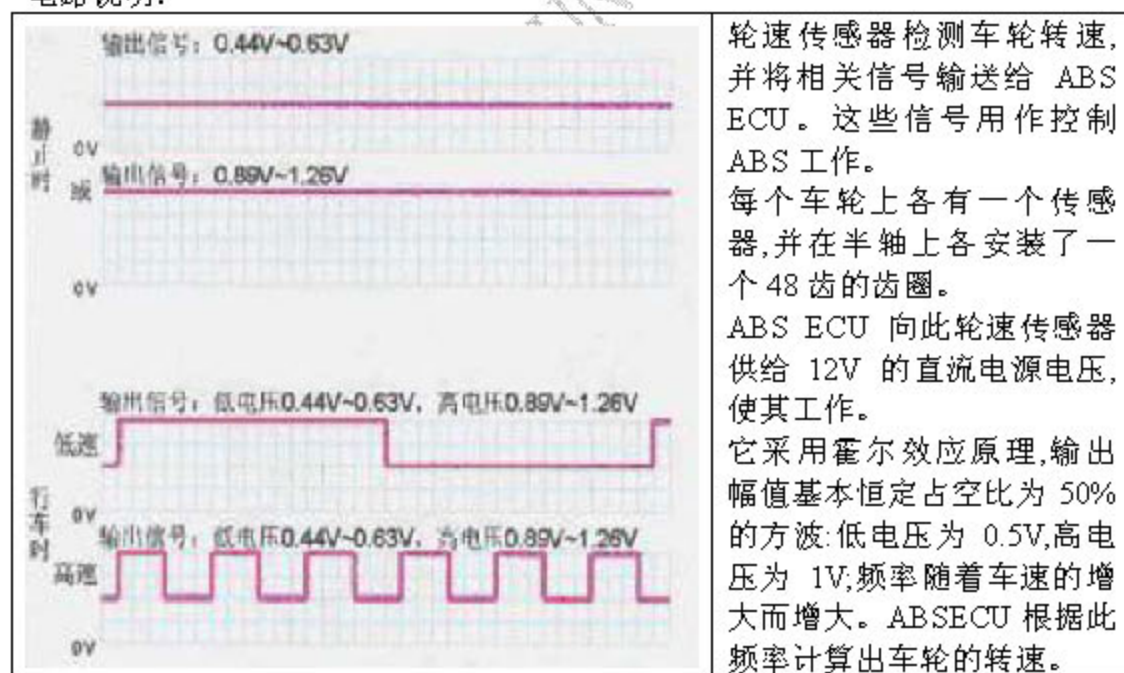 电路说明:
输出信号：0.44V~0.63V
静止时
0V
或
输出信号：0.89V~1.26V
0V
输出信号：低电压0.44V~0.63V，高电压0.89V~1.26V
低速
行车时
0V
输出信号：低电压0.44V~0.63V，高电压0.89V~1.26V
高速
0V
轮速传感器检测车轮转速,
并将相关信号输送给 ABS
ECU。这些信号用作控制
ABS 工作。
每个车轮上各有一个传感
器,并在半轴上各安装了一
个 48 齿的齿圈。
ABS ECU 向此轮速传感器
供给 12V 的直流电源电压,
使其工作。
它采用霍尔效应原理,输出
幅值基本恒定占空比为 50%
的方波:低电压为 0.5V,高电
压为 1V;频率随着车速的增
大而增大。ABSECU 根据此
频率计算出车轮的转速。